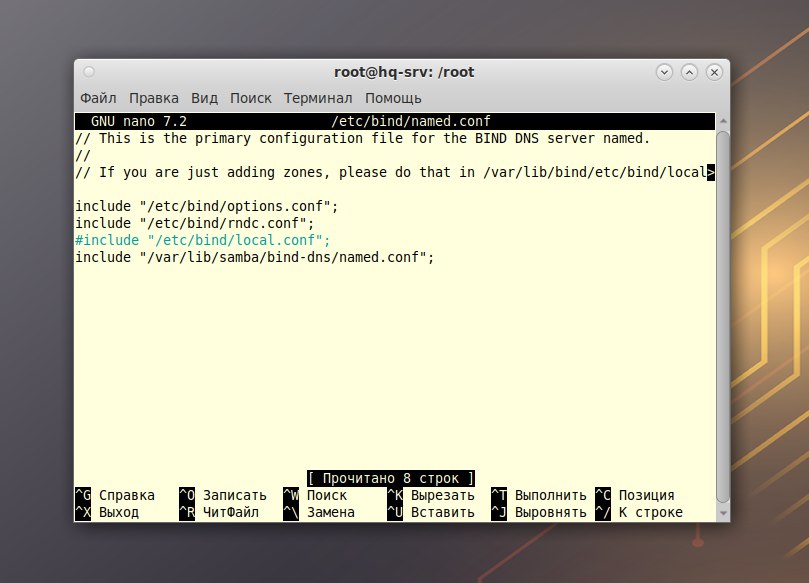 root@hq-srv: /root
Файл Правка Вид Поиск Терминал Помощь
GNU nano 7.2 /etc/bind/named.conf
// This is the primary configuration file for the BIND DNS server named.
//
// If you are just adding zones, please do that in /var/lib/bind/etc/bind/local>
include "/etc/bind/options.conf";
include "/etc/bind/rndc.conf";
#include "/etc/bind/local.conf";
include "/var/lib/samba/bind-dns/named.conf";
[ Прочитано 8 строк ]
^G Справка ^O Записать ^W Поиск ^K Вырезать ^T Выполнить ^C Позиция
^X Выход ^R ЧитФайл ^\ Замена ^U Вставить ^J Выровнять ^/ К строке